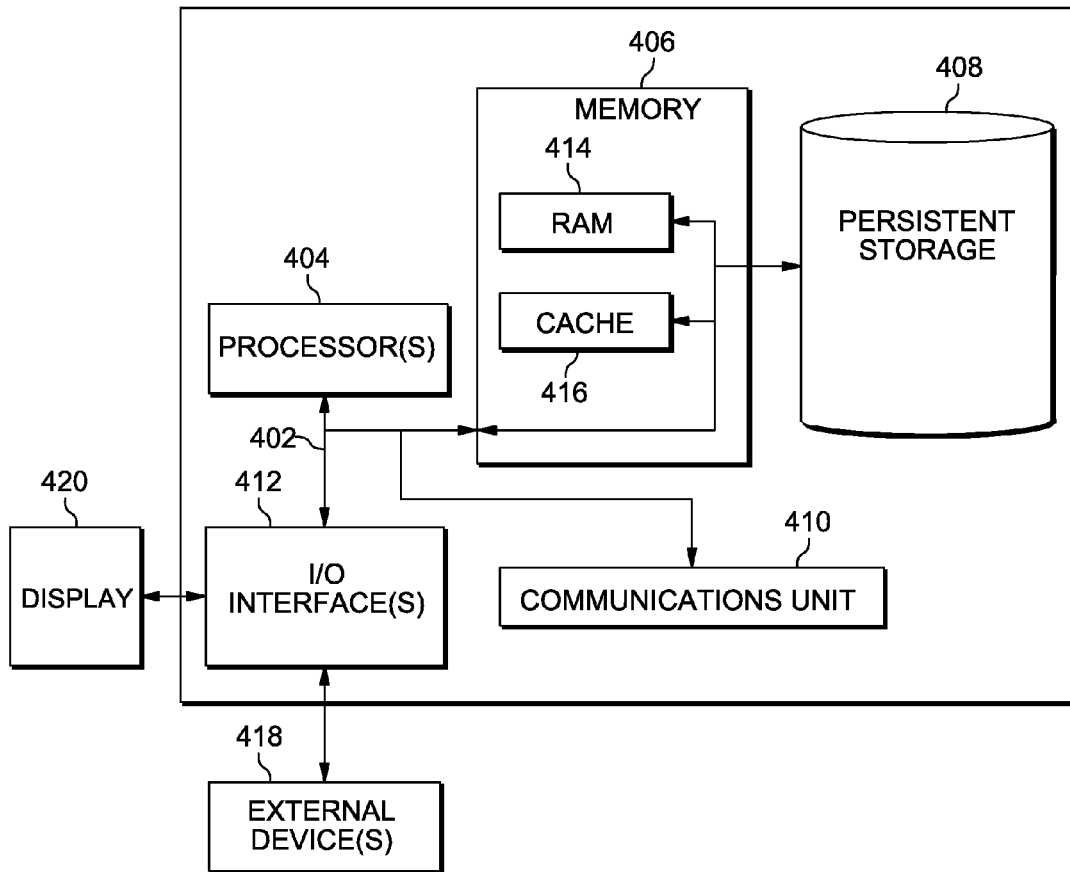 406
MEMORY
408
414
RAM
PERSISTENT
STORAGE
404
PROCESSOR(S)
CACHE
416
402
420
412
410
DISPLAY
I/O
INTERFACE(S)
COMMUNICATIONS UNIT
418
EXTERNAL
DEVICE(S)